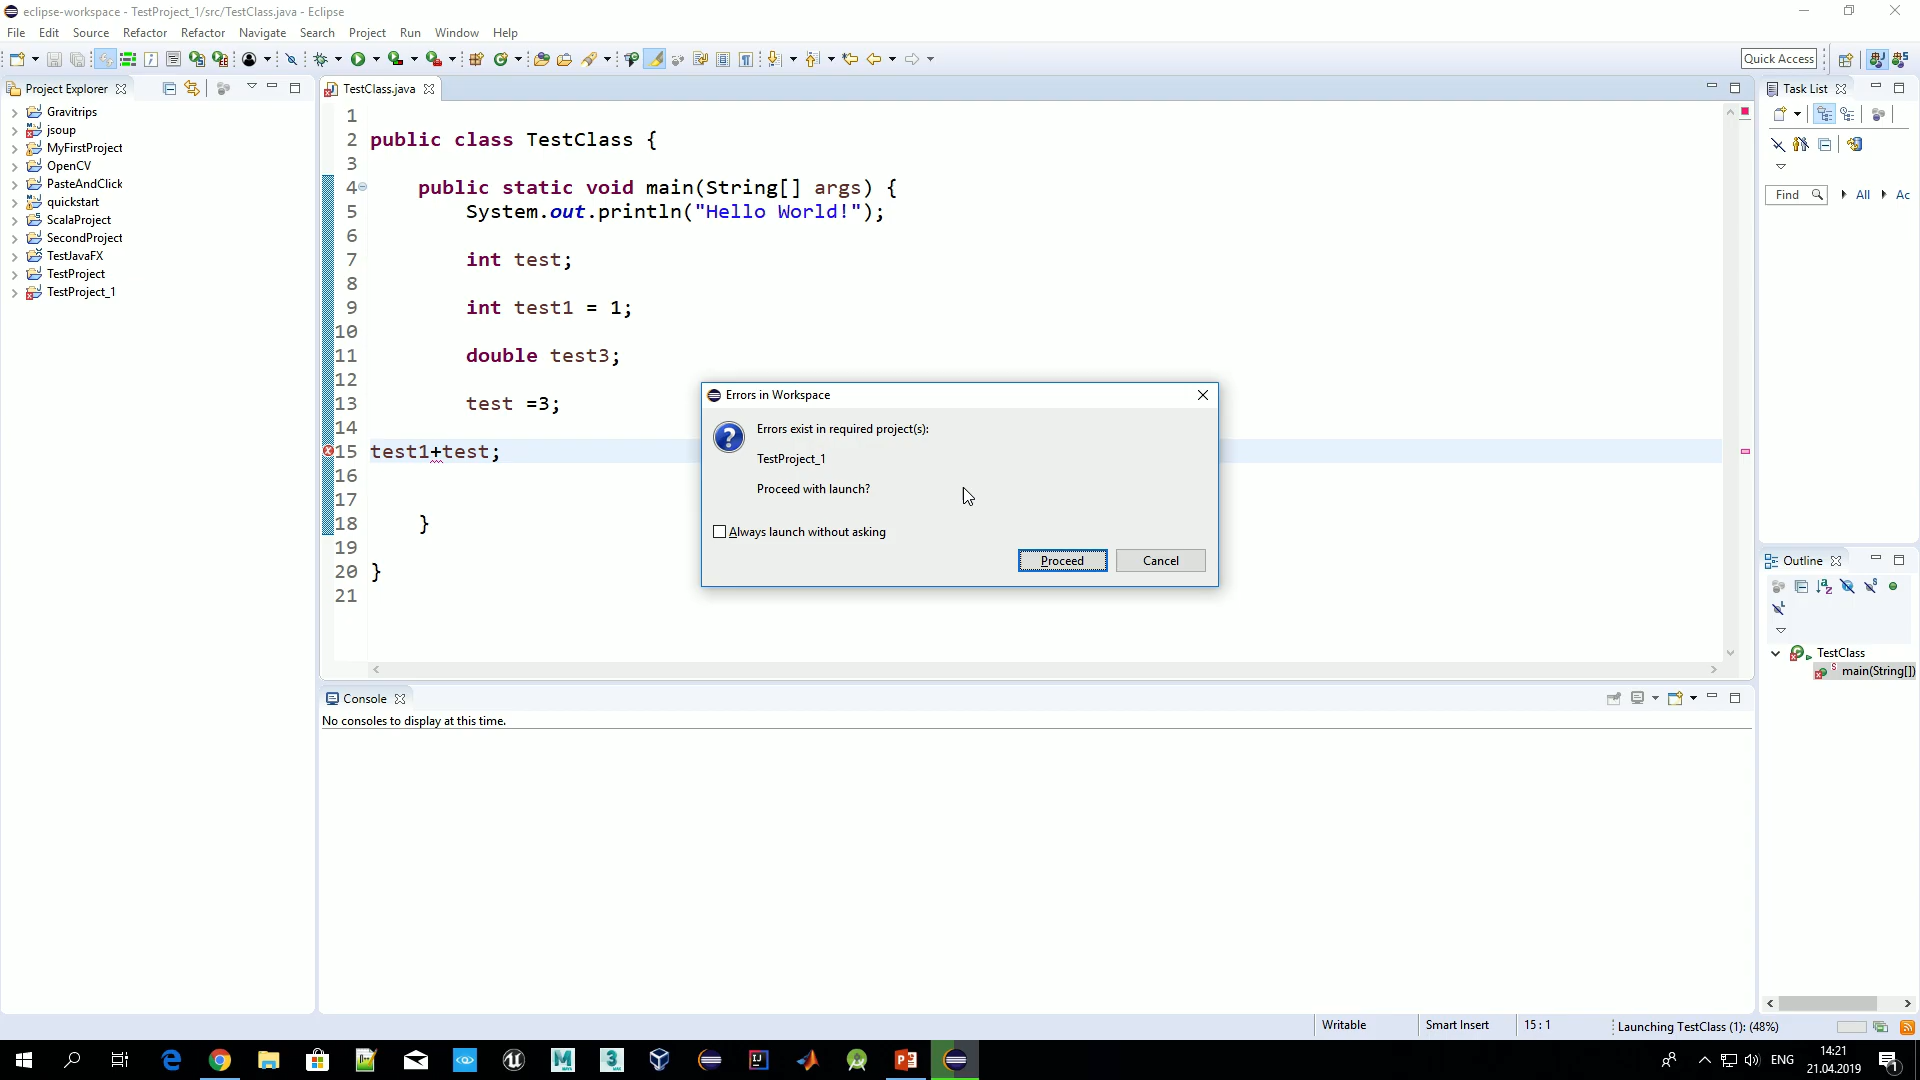 eclipse-workspace - TestProject_1/src/TestClass.java - Eclipse
File Edit Source Refactor Refactor Navigate Search Project Run Window Help
Quick Access
Project Explorer
Gravitrips
jsoup
MyFirstProject
OpenCV
PasteAndClick
quickstart
ScalaProject
SecondProject
TestJavaFX
TestProject
TestProject_1
TestClass.java
1
2 public class TestClass {
3
4 public static void main(String[] args) {
5 System.out.println("Hello World!");
6
7 int test;
8
9 int test1 = 1;
10
11 double test3;
12
13 test =3;
14
15 test1+test;
16
17
18 }
19
20 }
21
Errors in Workspace
Errors exist in required project(s):
TestProject_1
Proceed with launch?
Always launch without asking
Proceed Cancel
Console
No consoles to display at this time.
Task List
Find All Ac
Outline
TestClass
main(String[])
Writable Smart Insert 15 : 1 Launching TestClass (1): (48%)
ENG 14:21
21.04.2019
1